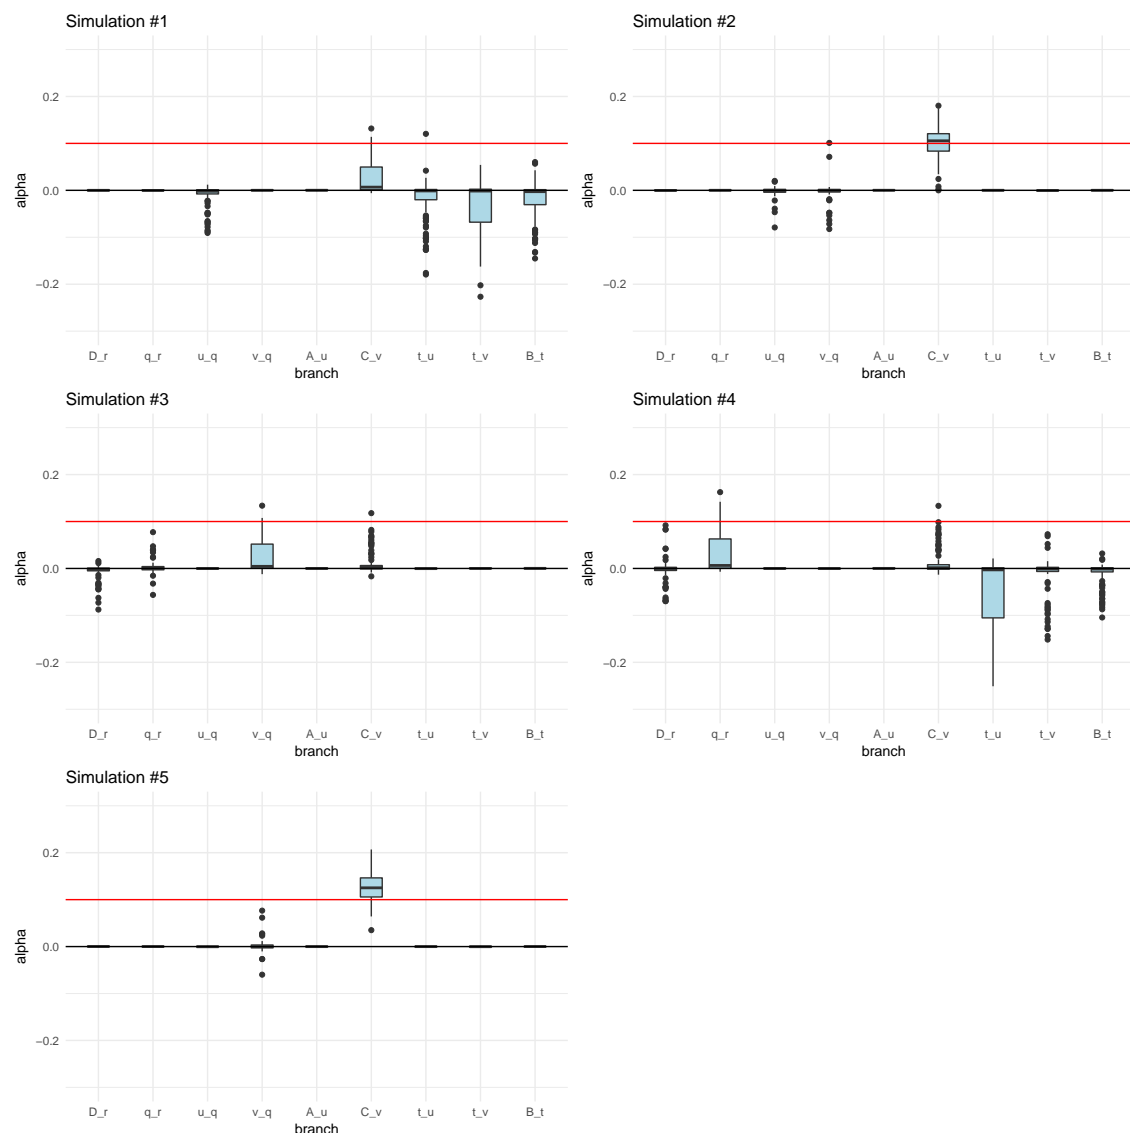 Simulation #1
0.2
0.0
−0.2
alpha
D_r q_r u_q v_q A_u C_v t_u t_v B_t
branch
Simulation #2
0.2
0.0
−0.2
alpha
D_r q_r u_q v_q A_u C_v t_u t_v B_t
branch
Simulation #3
0.2
0.0
−0.2
alpha
D_r q_r u_q v_q A_u C_v t_u t_v B_t
branch
Simulation #4
0.2
0.0
−0.2
alpha
D_r q_r u_q v_q A_u C_v t_u t_v B_t
branch
Simulation #5
0.2
0.0
−0.2
alpha
D_r q_r u_q v_q A_u C_v t_u t_v B_t
branch